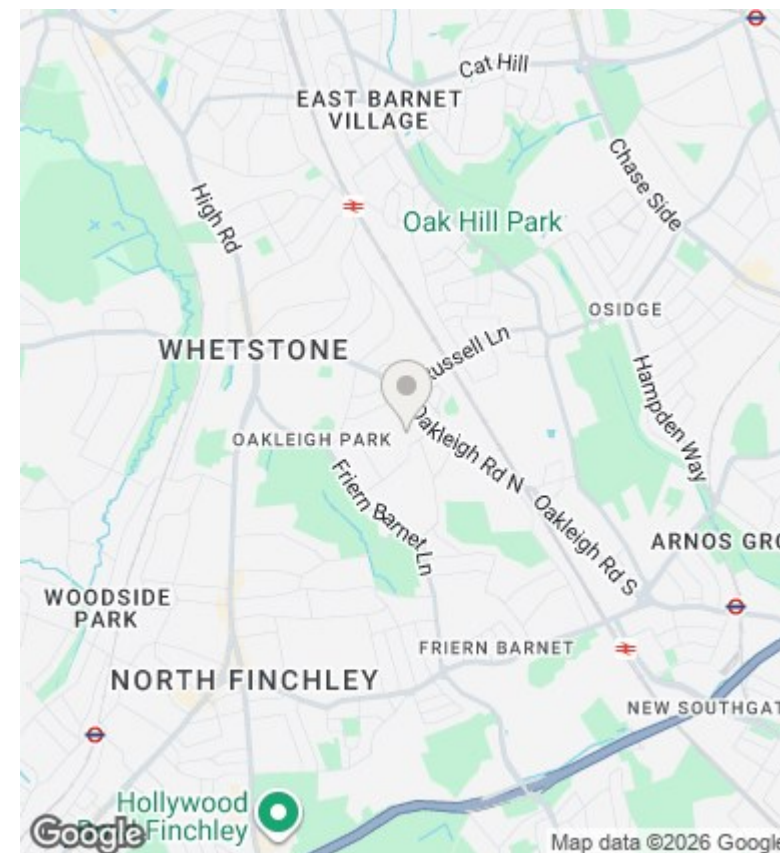 Cat Hill
EAST BARNET
VILLAGE
Chase Side
High Rd
Oak Hill Park
OSIDGE
WHETSTONE
Russell Ln
Hampden Way
Oakleigh Rd N
OAKLEIGH PARK
Friern Barnet Ln
Oakleigh Rd S
ARNOS GRO
WOODSIDE
PARK
FRIERN BARNET
NORTH FINCHLEY
NEW SOUTHGAT
Hollywood
Finchley
Google
Map data ©2026 Google